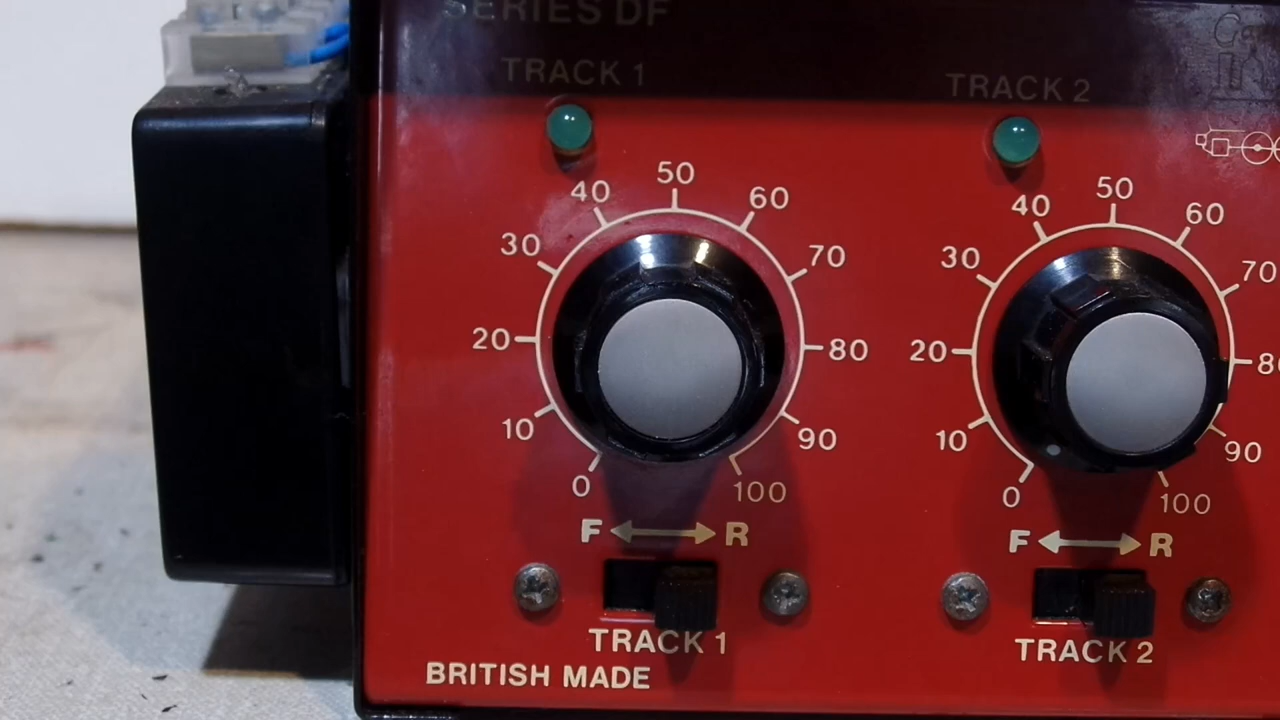 SERIES DF
TRACK 1
TRACK 2
0 10 20 30 40 50 60 70 80 90 100
0 10 20 30 40 50 60 70 90 100
F R
F R
TRACK 1
TRACK 2
BRITISH MADE